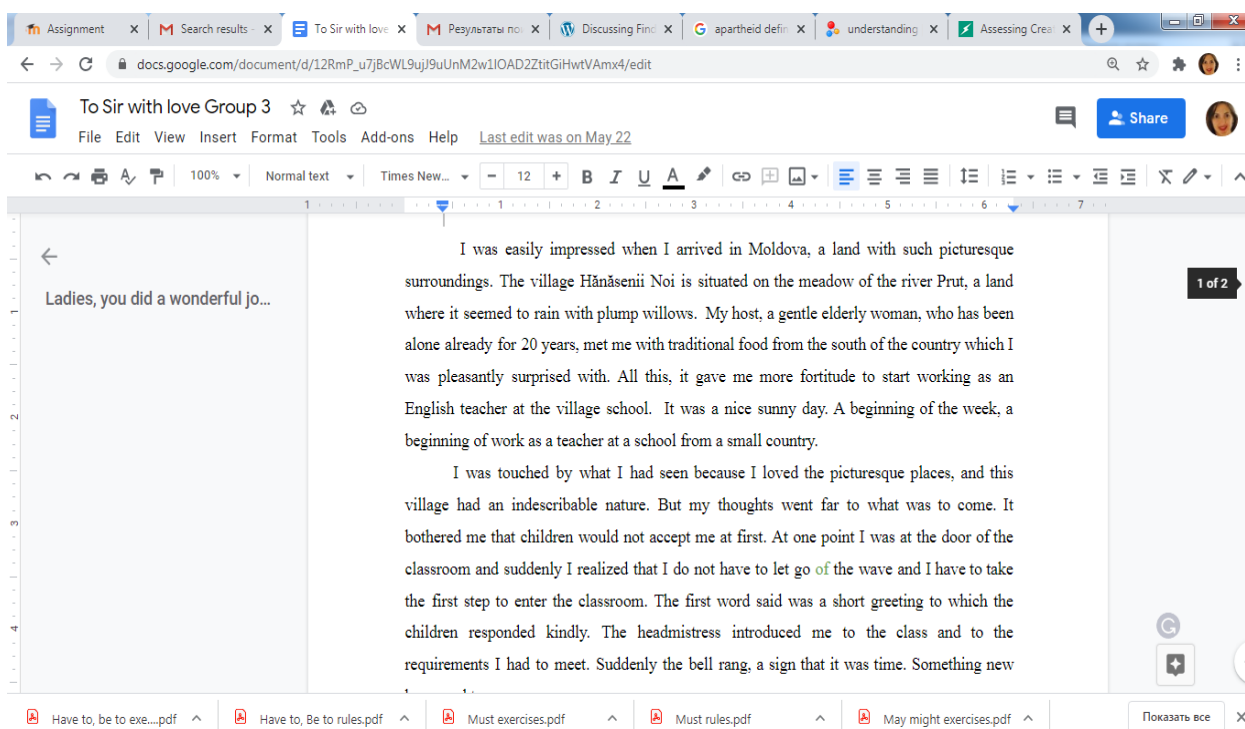 Assignment Search results - To Sir with love Результаты по Discussing Find apartheid defin understanding Assessing Crea
docs.google.com/document/d/12RmP_u7jBcWL9ujJ9uUnM2w1IOAD2ZtitGiHwtVAmx4/edit
To Sir with love Group 3
File Edit View Insert Format Tools Add-ons Help Last edit was on May 22
Share
100% Normal text Times New... - 12 + B I U A
1 1 2 3 4 5 6 7
Ladies, you did a wonderful jo...
1 of 2
I was easily impressed when I arrived in Moldova, a land with such picturesque
surroundings. The village Hănăsenii Noi is situated on the meadow of the river Prut, a land
where it seemed to rain with plump willows. My host, a gentle elderly woman, who has been
alone already for 20 years, met me with traditional food from the south of the country which I
was pleasantly surprised with. All this, it gave me more fortitude to start working as an
English teacher at the village school. It was a nice sunny day. A beginning of the week, a
beginning of work as a teacher at a school from a small country.
I was touched by what I had seen because I loved the picturesque places, and this
village had an indescribable nature. But my thoughts went far to what was to come. It
bothered me that children would not accept me at first. At one point I was at the door of the
classroom and suddenly I realized that I do not have to let go of the wave and I have to take
the first step to enter the classroom. The first word said was a short greeting to which the
children responded kindly. The headmistress introduced me to the class and to the
requirements I had to meet. Suddenly the bell rang, a sign that it was time. Something new
Have to, be to exe....pdf Have to, Be to rules.pdf Must exercises.pdf Must rules.pdf May might exercises.pdf Показать все